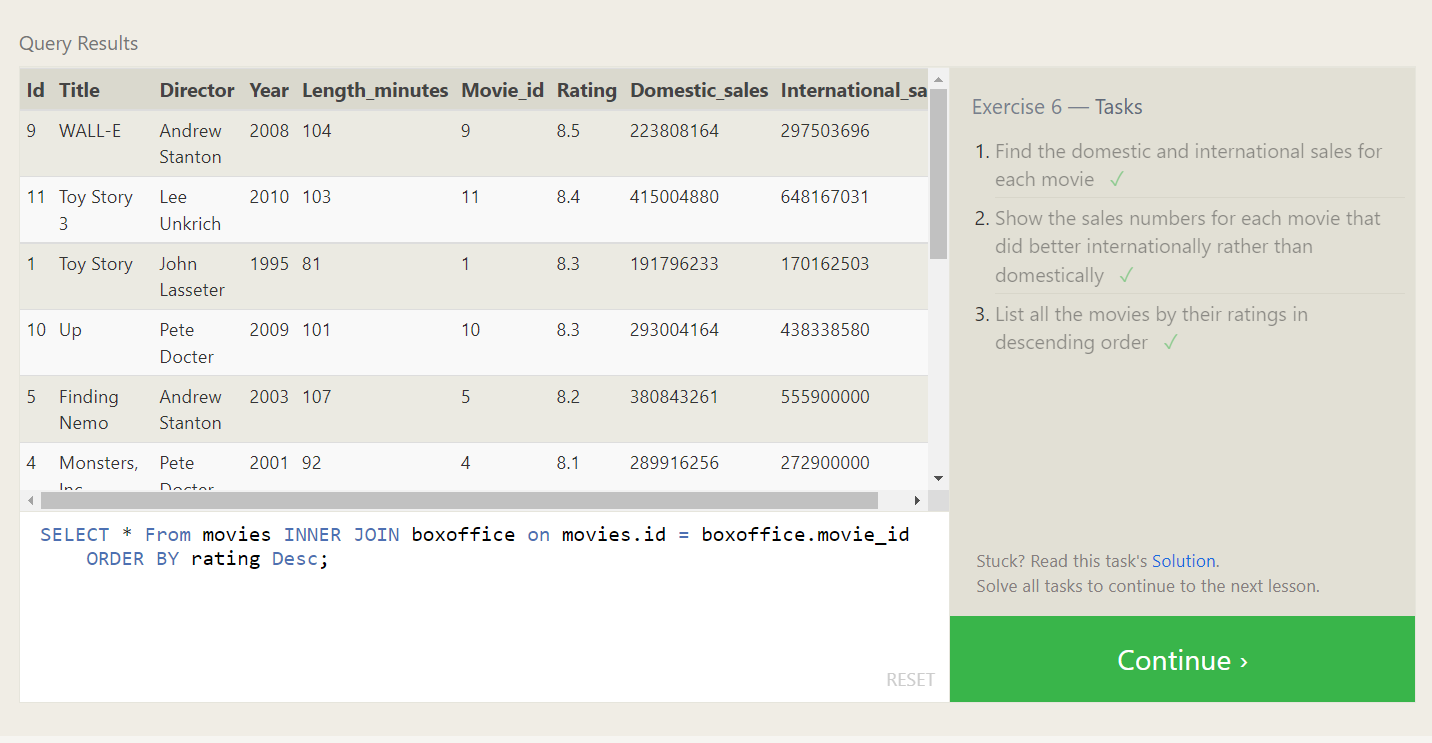 Query Results
Id Title Director Year Length_minutes Movie_id Rating Domestic_sales International_sa
9 WALL-E Andrew 2008 104 9 8.5 223808164 297503696
Stanton
11 Toy Story Lee 2010 103 11 8.4 415004880 648167031
3 Unkrich
1 Toy Story John 1995 81 1 8.3 191796233 170162503
Lasseter
10 Up Pete 2009 101 10 8.3 293004164 438338580
Docter
5 Finding Andrew 2003 107 5 8.2 380843261 555900000
Nemo Stanton
4 Monsters, Pete 2001 92 4 8.1 289916256 272900000
Inc. Docter
SELECT * From movies INNER JOIN boxoffice on movies.id = boxoffice.movie_id
ORDER BY rating Desc;
RESET
Exercise 6 — Tasks
1. Find the domestic and international sales for
each movie ✓
2. Show the sales numbers for each movie that
did better internationally rather than
domestically ✓
3. List all the movies by their ratings in
descending order ✓
Stuck? Read this task's Solution.
Solve all tasks to continue to the next lesson.
Continue ›